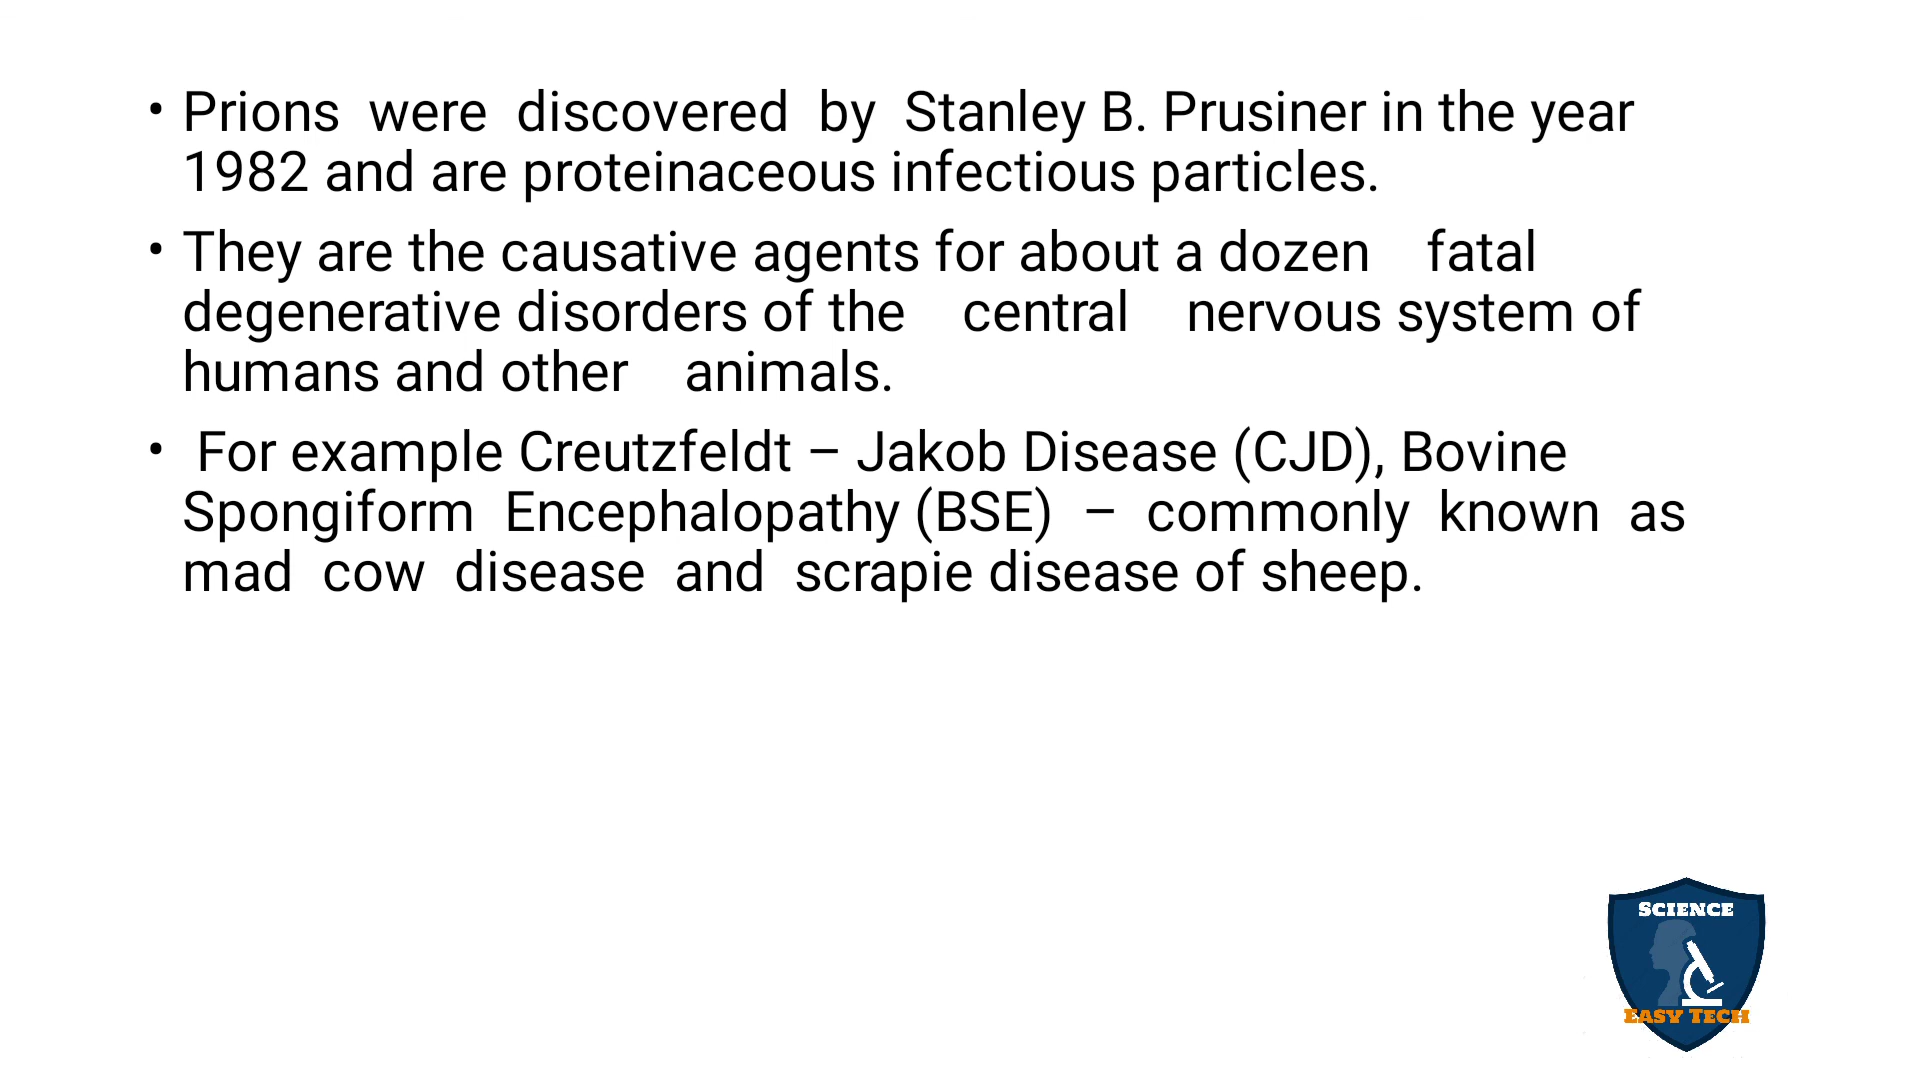 • Prions were discovered by Stanley B. Prusiner in the year
1982 and are proteinaceous infectious particles.
• They are the causative agents for about a dozen fatal
degenerative disorders of the central nervous system of
humans and other animals.
• For example Creutzfeldt – Jakob Disease (CJD), Bovine
Spongiform Encephalopathy (BSE) – commonly known as
mad cow disease and scrapie disease of sheep.
SCIENCE
EASY TECH